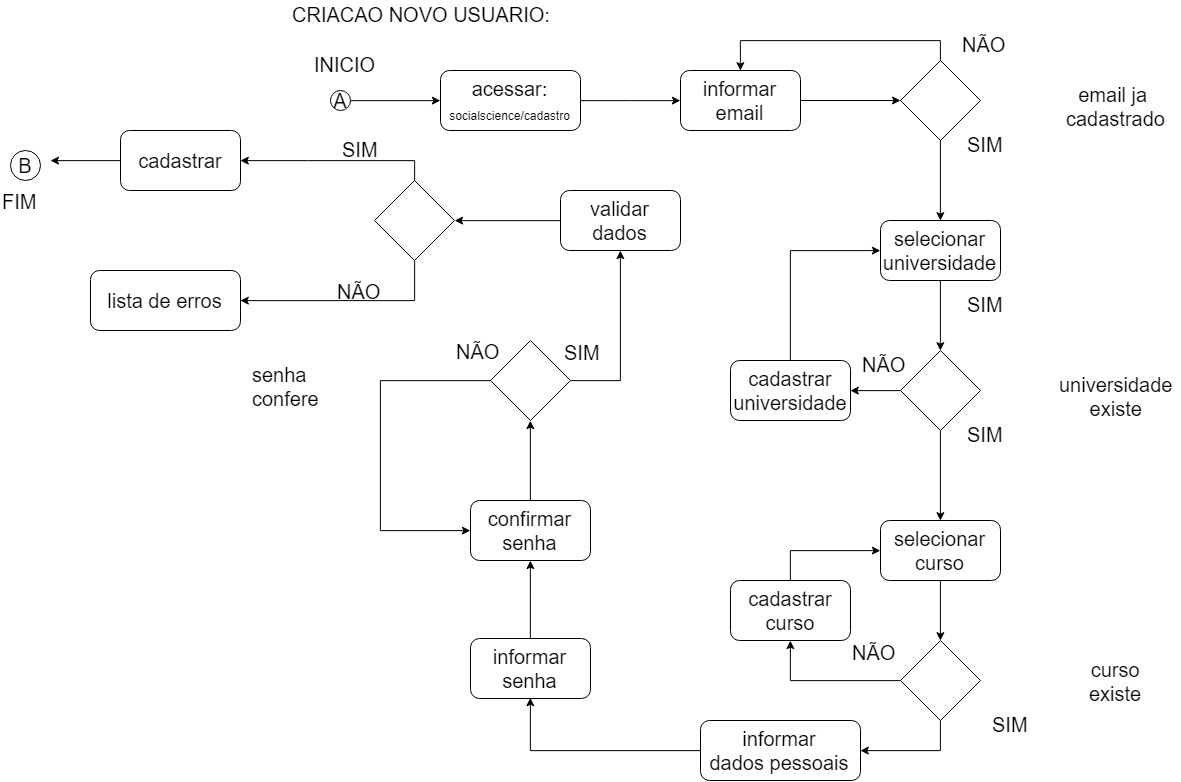 CRIACAO NOVO USUARIO:
INICIO
A
acessar:
socialscience/cadastro
informar
email
NÃO
email ja
cadastrado
SIM
selecionar
universidade
SIM
NÃO
cadastrar
universidade
universidade
existe
SIM
selecionar
curso
cadastrar
curso
NÃO
curso
existe
SIM
informar
dados pessoais
informar
senha
confirmar
senha
NÃO
SIM
senha
confere
validar
dados
SIM
cadastrar
B
FIM
NÃO
lista de erros